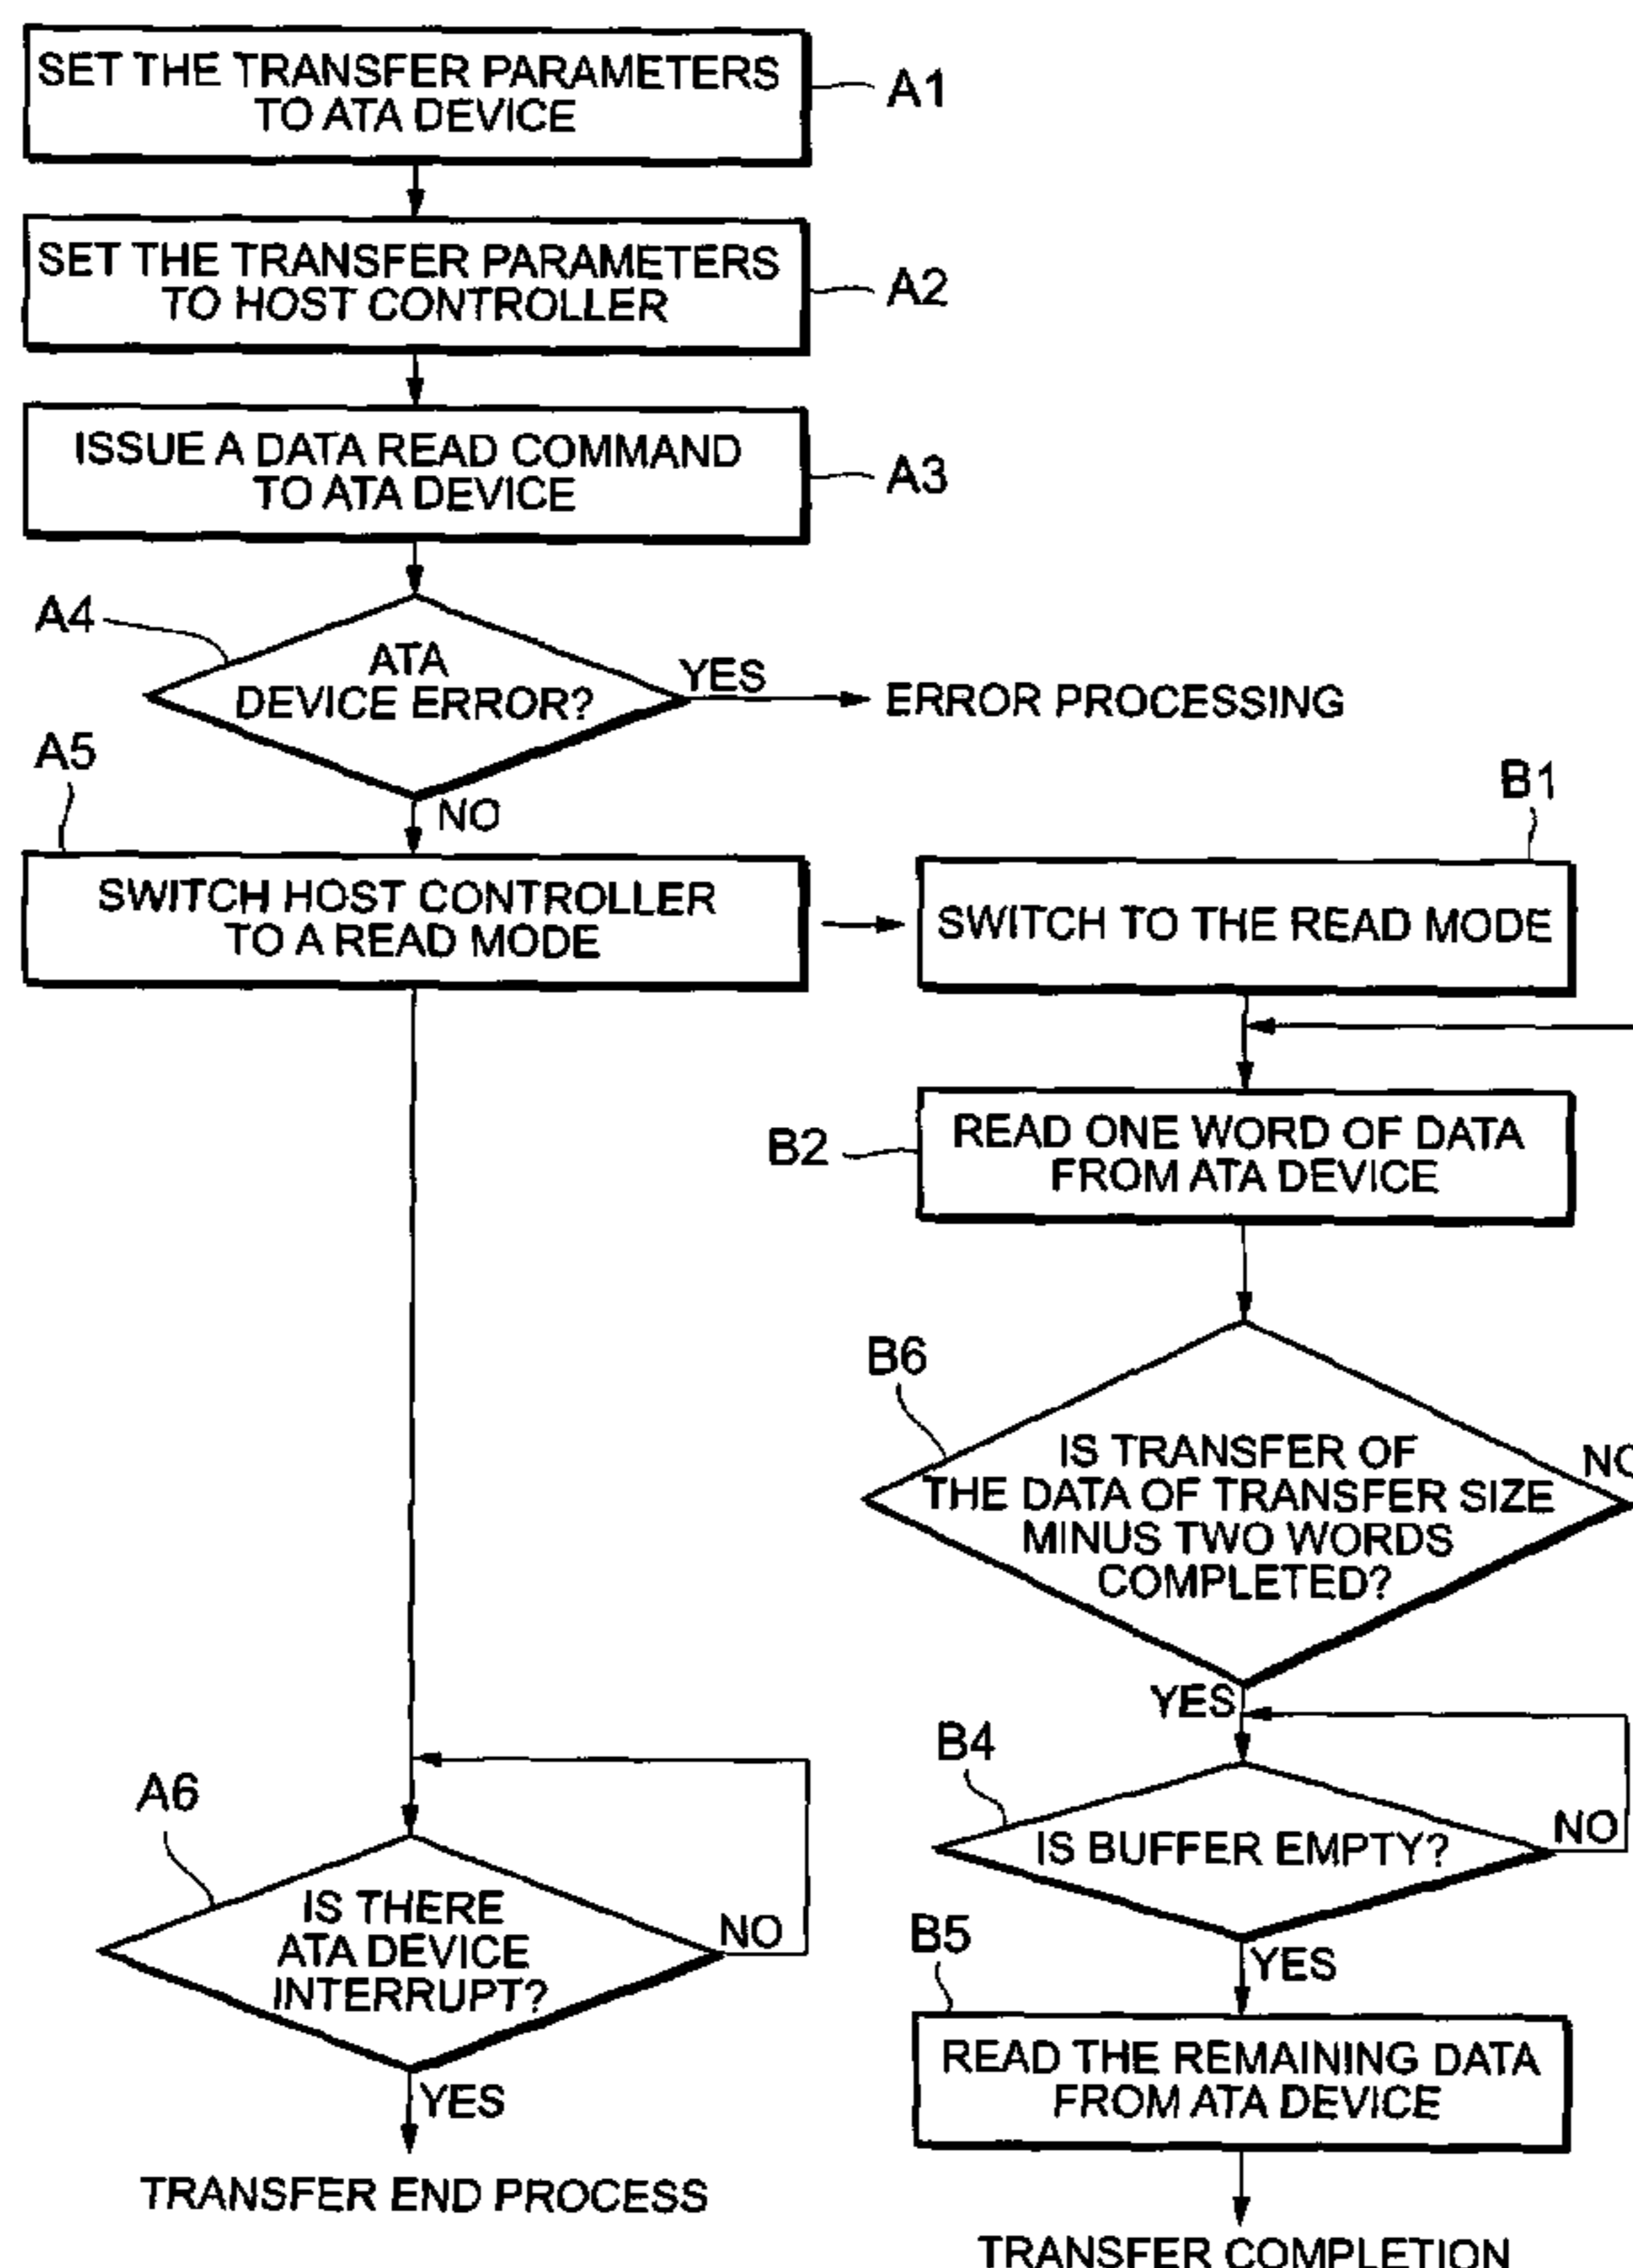 SET THE TRANSFER PARAMETERS
TO ATA DEVICE
A1
SET THE TRANSFER PARAMETERS
TO HOST CONTROLLER
A2
ISSUE A DATA READ COMMAND
TO ATA DEVICE
A3
A4
ATA
DEVICE ERROR?
YES
ERROR PROCESSING
NO
A5
SWITCH HOST CONTROLLER
TO A READ MODE
B1
SWITCH TO THE READ MODE
B2
READ ONE WORD OF DATA
FROM ATA DEVICE
B6
IS TRANSFER OF
THE DATA OF TRANSFER SIZE
MINUS TWO WORDS
COMPLETED?
NO
YES
B4
IS BUFFER EMPTY?
NO
YES
A6
IS THERE
ATA DEVICE
INTERRUPT?
NO
YES
TRANSFER END PROCESS
B5
READ THE REMAINING DATA
FROM ATA DEVICE
TRANSFER COMPLETION